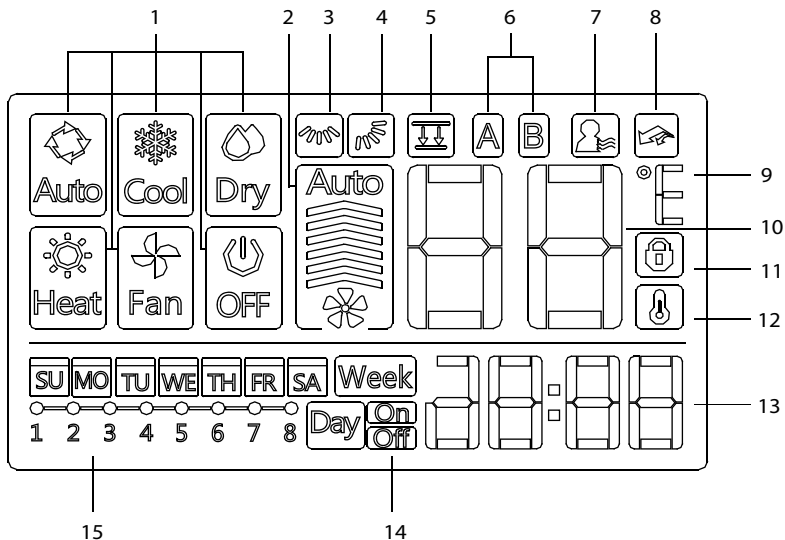 1 2 3 4 5 6 7 8
Auto Cool Dry A B
Auto
9
10
11
Heat Fan OFF
12
SU MO TU WE TH FR SA Week
1 2 3 4 5 6 7 8 Day On
Off
13
15 14